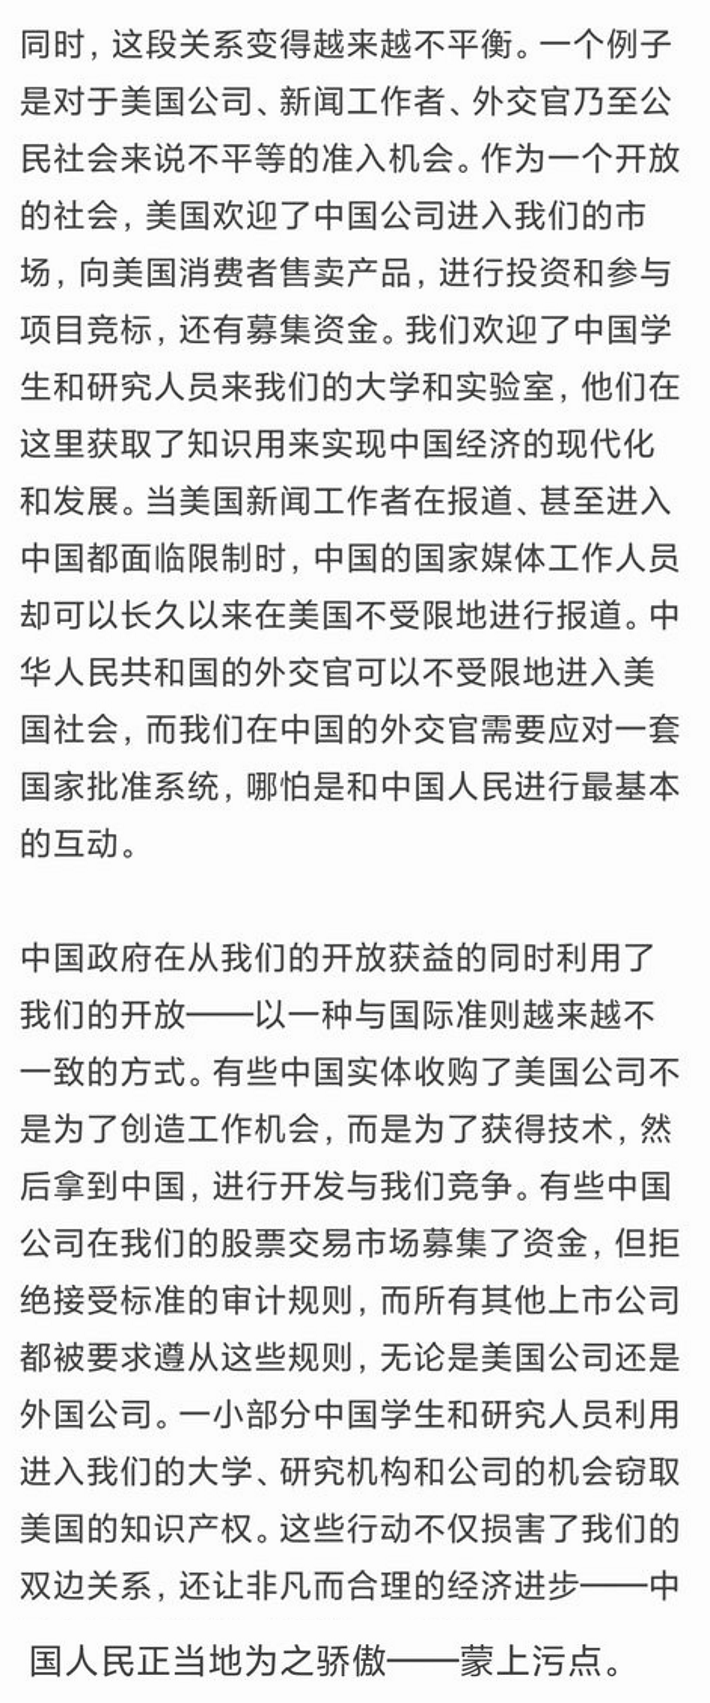 同时，这段关系变得越来越不平衡。一个例子
是对于美国公司、新闻工作者、外交官乃至公
民社会来说不平等的准入机会。作为一个开放
的社会，美国欢迎了中国公司进入我们的市
场，向美国消费者售卖产品，进行投资和参与
项目竞标，还有募集资金。我们欢迎了中国学
生和研究人员来我们的大学和实验室，他们在
这里获取了知识用来实现中国经济的现代化
和发展。当美国新闻工作者在报道、甚至进入
中国都面临限制时，中国的国家媒体工作人员
却可以长久以来在美国不受限地进行报道。中
华人民共和国的外交官可以不受限地进入美
国社会，而我们在中国的外交官需要应对一套
国家批准系统，哪怕是和中国人民进行最基本
的互动。
中国政府在从我们的开放获益的同时利用了
我们的开放——以一种与国际准则越来越不
一致的方式。有些中国实体收购了美国公司不
是为了创造工作机会，而是为了获得技术，然
后拿到中国，进行开发与我们竞争。有些中国
公司在我们的股票交易市场募集了资金，但拒
绝接受标准的审计规则，而所有其他上市公司
都被要求遵从这些规则，无论是美国公司还是
外国公司。一小部分中国学生和研究人员利用
进入我们的大学、研究机构和公司的机会窃取
美国的知识产权。这些行动不仅损害了我们的
双边关系，还让非凡而合理的经济进步——中
国人民正当地为之骄傲——蒙上污点。